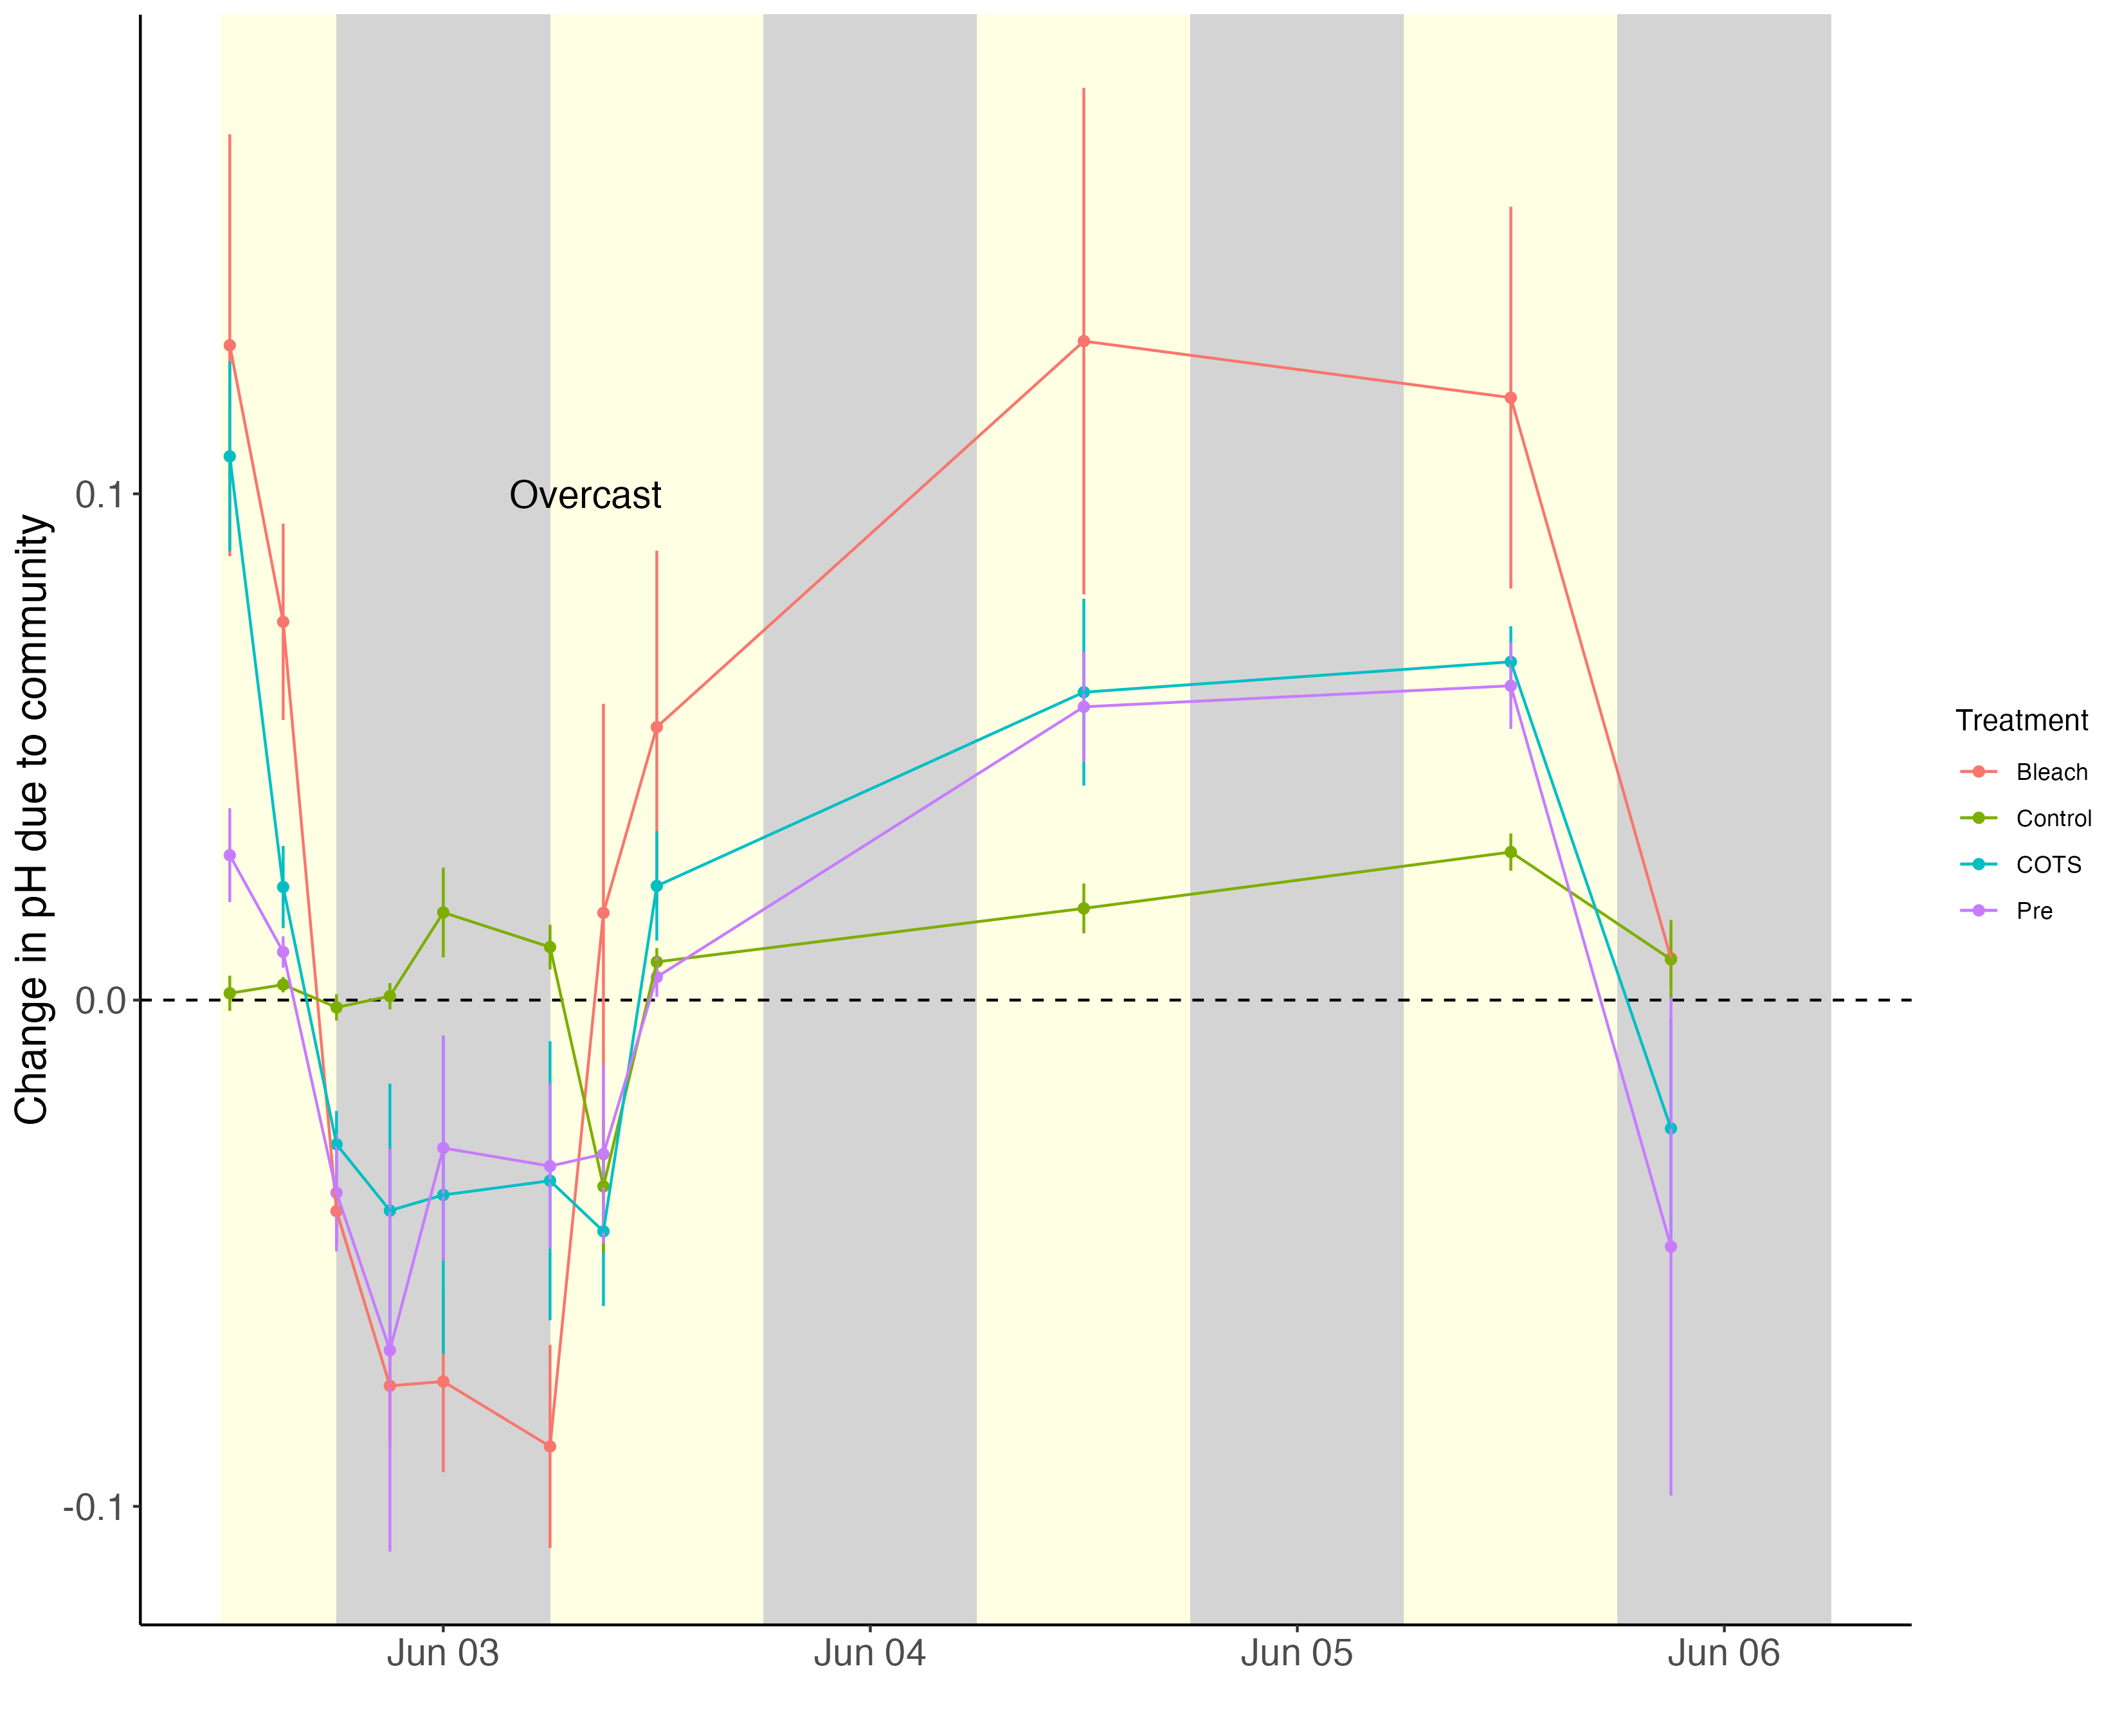 Change in pH due to community
0.1
0.0
-0.1
Overcast
Jun 03
Jun 04
Jun 05
Jun 06
Treatment
Bleach
Control
COTS
Pre